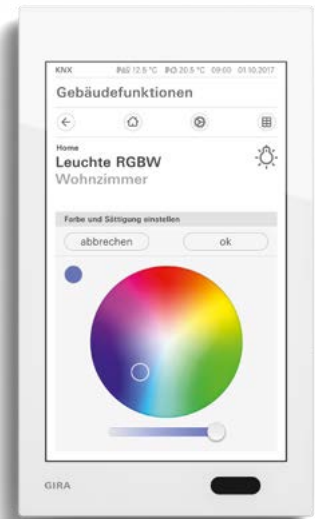 KNX 12.5 °C 20.5 °C 09:00 01.10.2017
Gebäudefunktionen
Home
Leuchte RGBW
Wohnzimmer
Farbe und Sättigung einstellen
abbrechen ok
GIRA